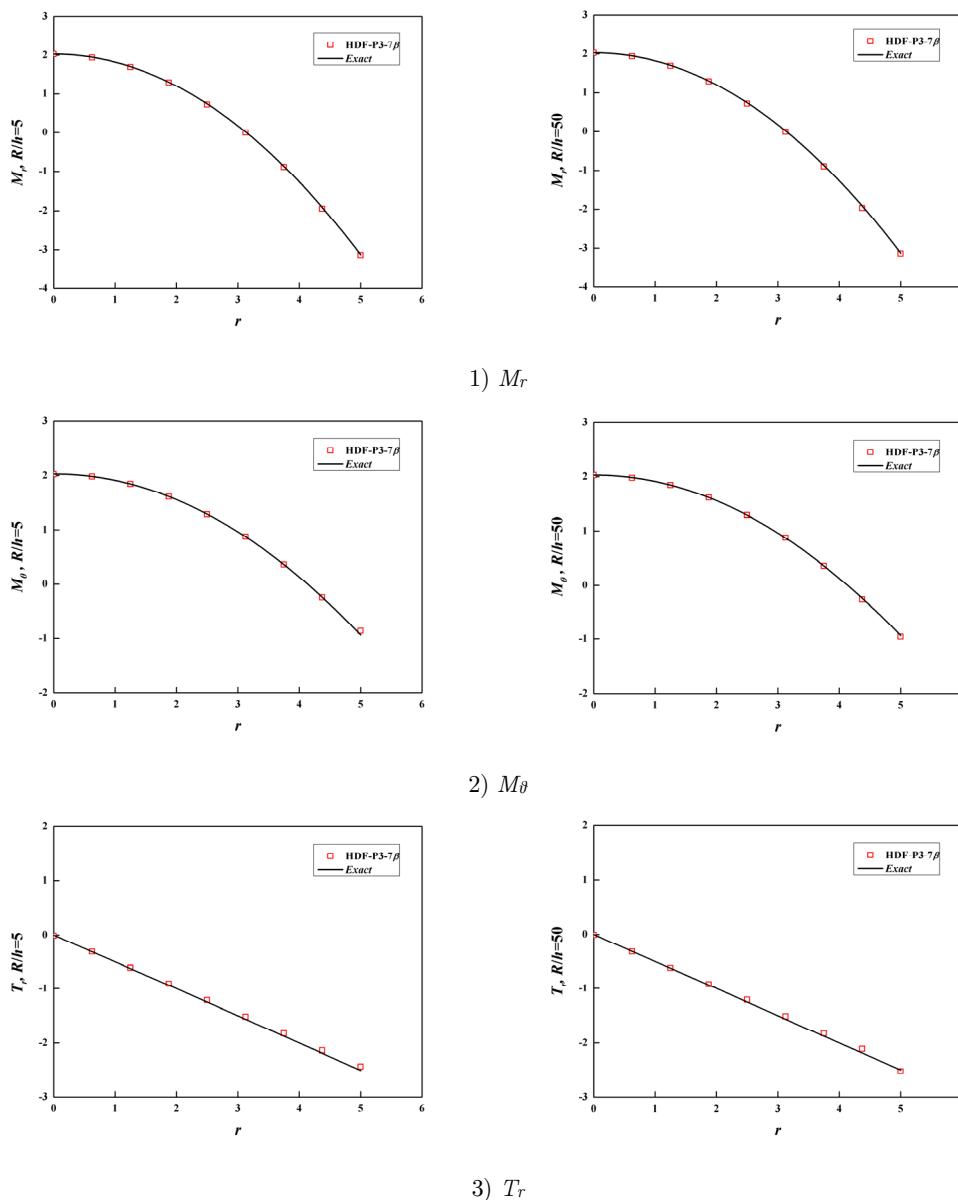 3
2
1
0
-1
-2
-3
-4
0 1 2 3 4 5 6
M_r, R/h=5
r
HDF-P3-7β
Exact
3
2
1
0
-1
-2
-3
-4
0 1 2 3 4 5
M_r, R/h=50
r
HDF-P3-7β
Exact
1) M_r
3
2
1
0
-1
-2
0 1 2 3 4 5 6
M_θ, R/h=5
r
HDF-P3-7β
Exact
3
2
1
0
-1
-2
0 1 2 3 4 5
M_θ, R/h=50
r
HDF-P3-7β
Exact
2) M_ϑ
2
1
0
-1
-2
-3
0 1 2 3 4 5 6
T_r, R/h=5
r
HDF-P3-7β
Exact
2
1
0
-1
-2
-3
0 1 2 3 4 5
T_r, R/h=50
r
HDF-P3-7β
Exact
3) T_r